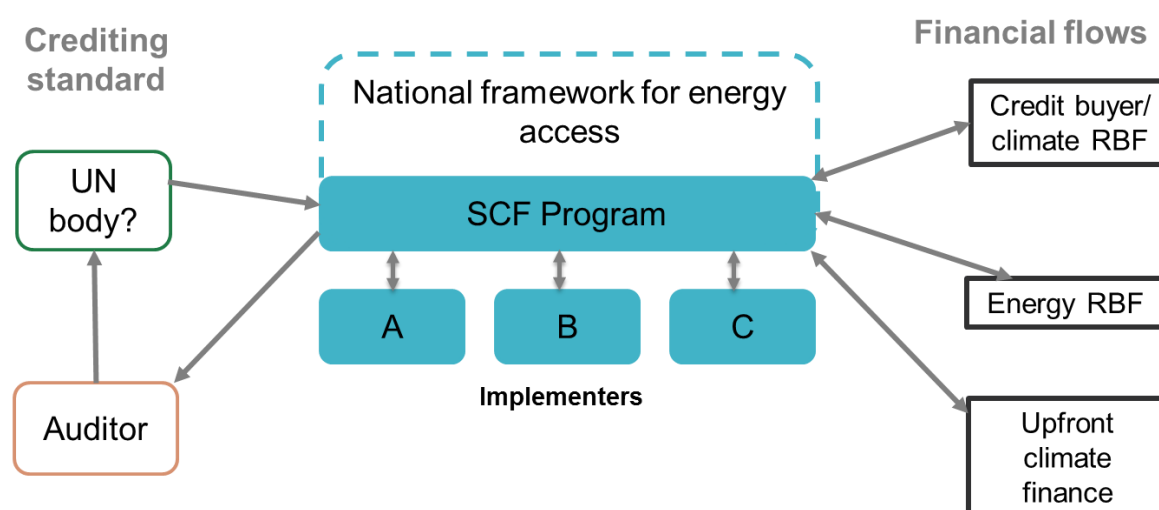 Crediting
standard
Financial flows
National framework for energy
access
Credit buyer/
climate RBF
UN
body?
SCF Program
Energy RBF
A
B
C
Implementers
Auditor
Upfront
climate
finance